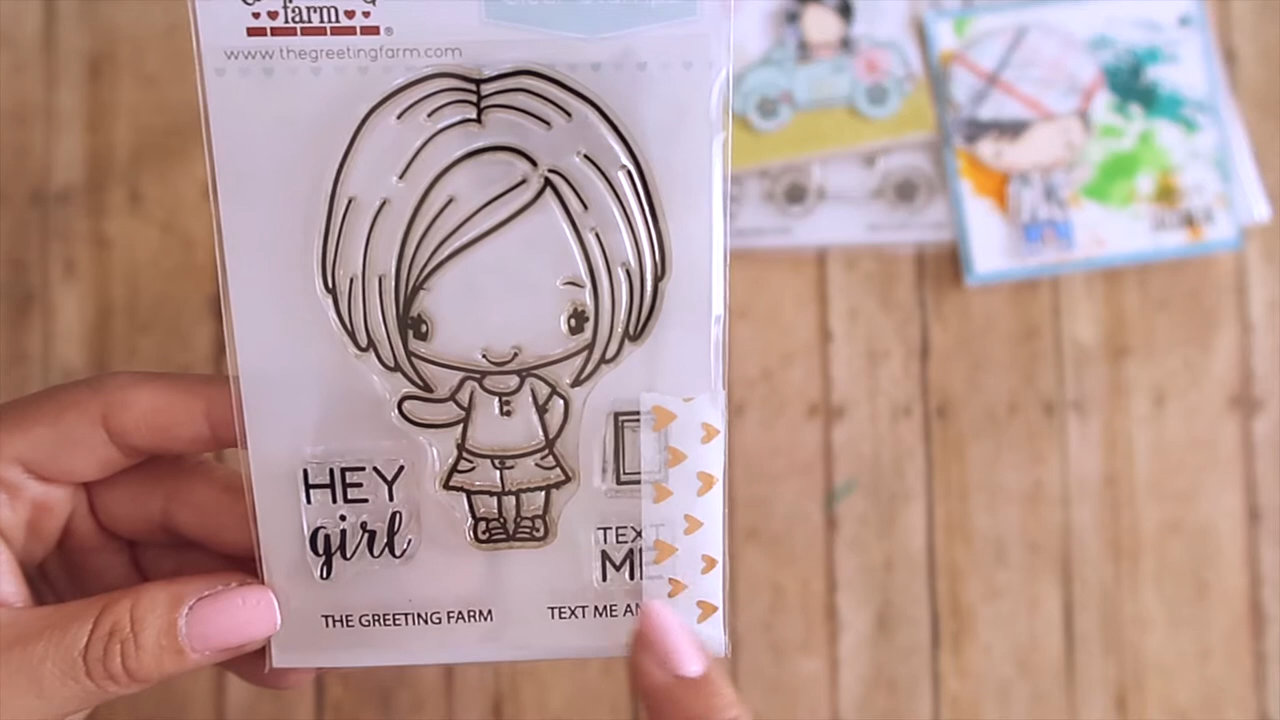 farm®
www.thegreetingfarm.com
HEY
girl
TEXT
ME
THE GREETING FARM
TEXT ME AN